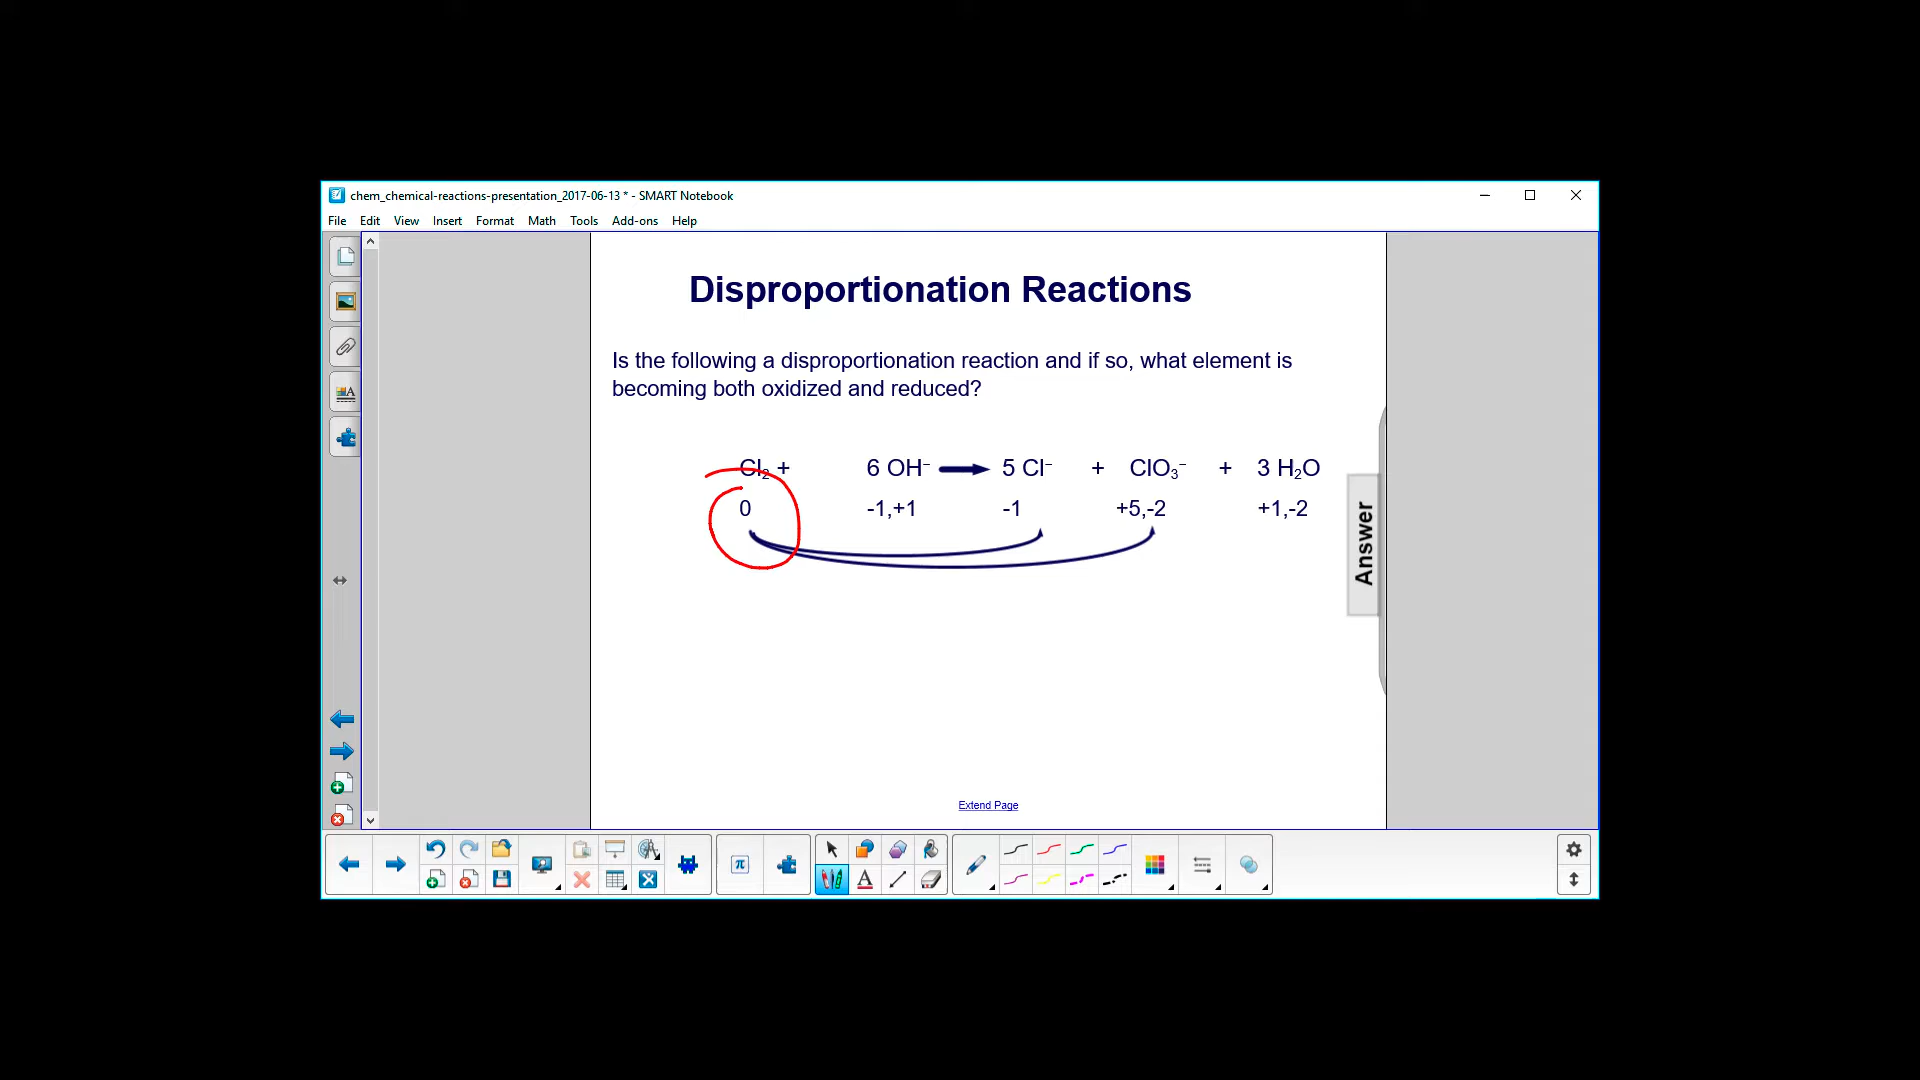 chem_chemical-reactions-presentation_2017-06-13 * - SMART Notebook
File Edit View Insert Format Math Tools Add-ons Help
Disproportionation Reactions
Is the following a disproportionation reaction and if so, what element is
becoming both oxidized and reduced?
Cl₂ + 6 OH⁻ → 5 Cl⁻ + ClO₃⁻ + 3 H₂O
0 -1,+1 -1 +5,-2 +1,-2
Answer
Extend Page